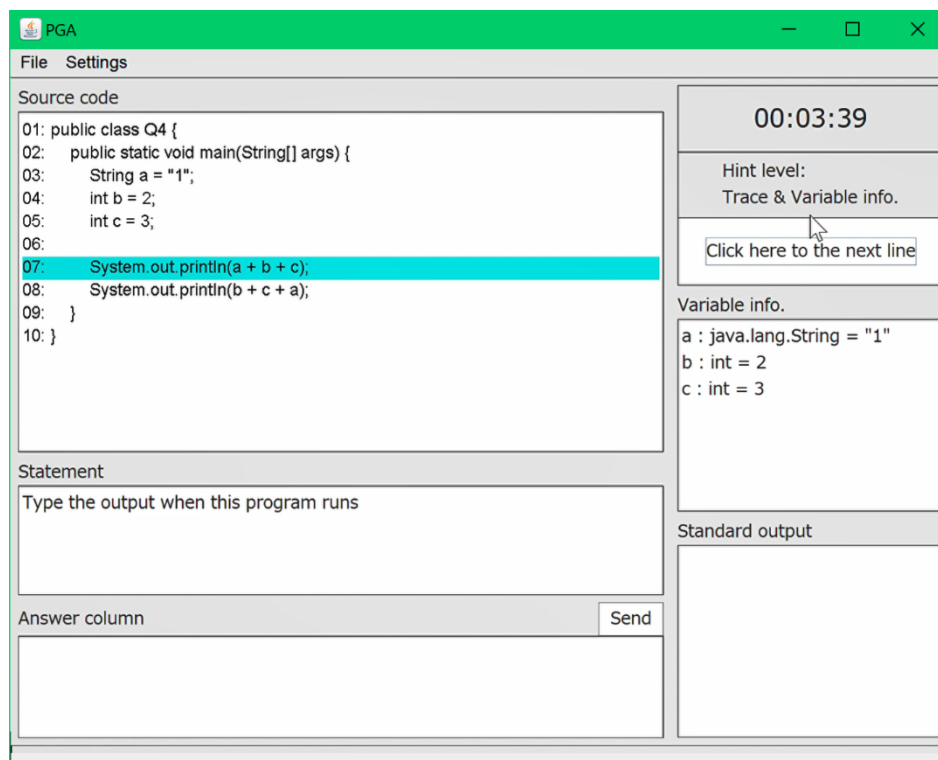 PGA
File Settings
Source code
01: public class Q4 {
02: public static void main(String[] args) {
03: String a = "1";
04: int b = 2;
05: int c = 3;
06:
07: System.out.println(a + b + c);
08: System.out.println(b + c + a);
09: }
10: }
Statement
Type the output when this program runs
Answer column
Send
00:03:39
Hint level:
Trace & Variable info.
Click here to the next line
Variable info.
a : java.lang.String = "1"
b : int = 2
c : int = 3
Standard output